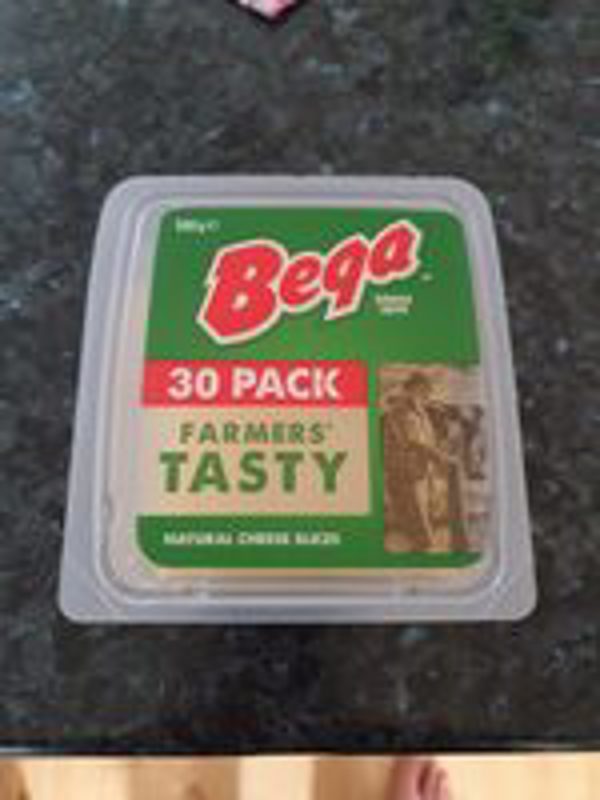 Bega
30 PACK
FARMERS'
TASTY
NATURAL CHEESE SLICES